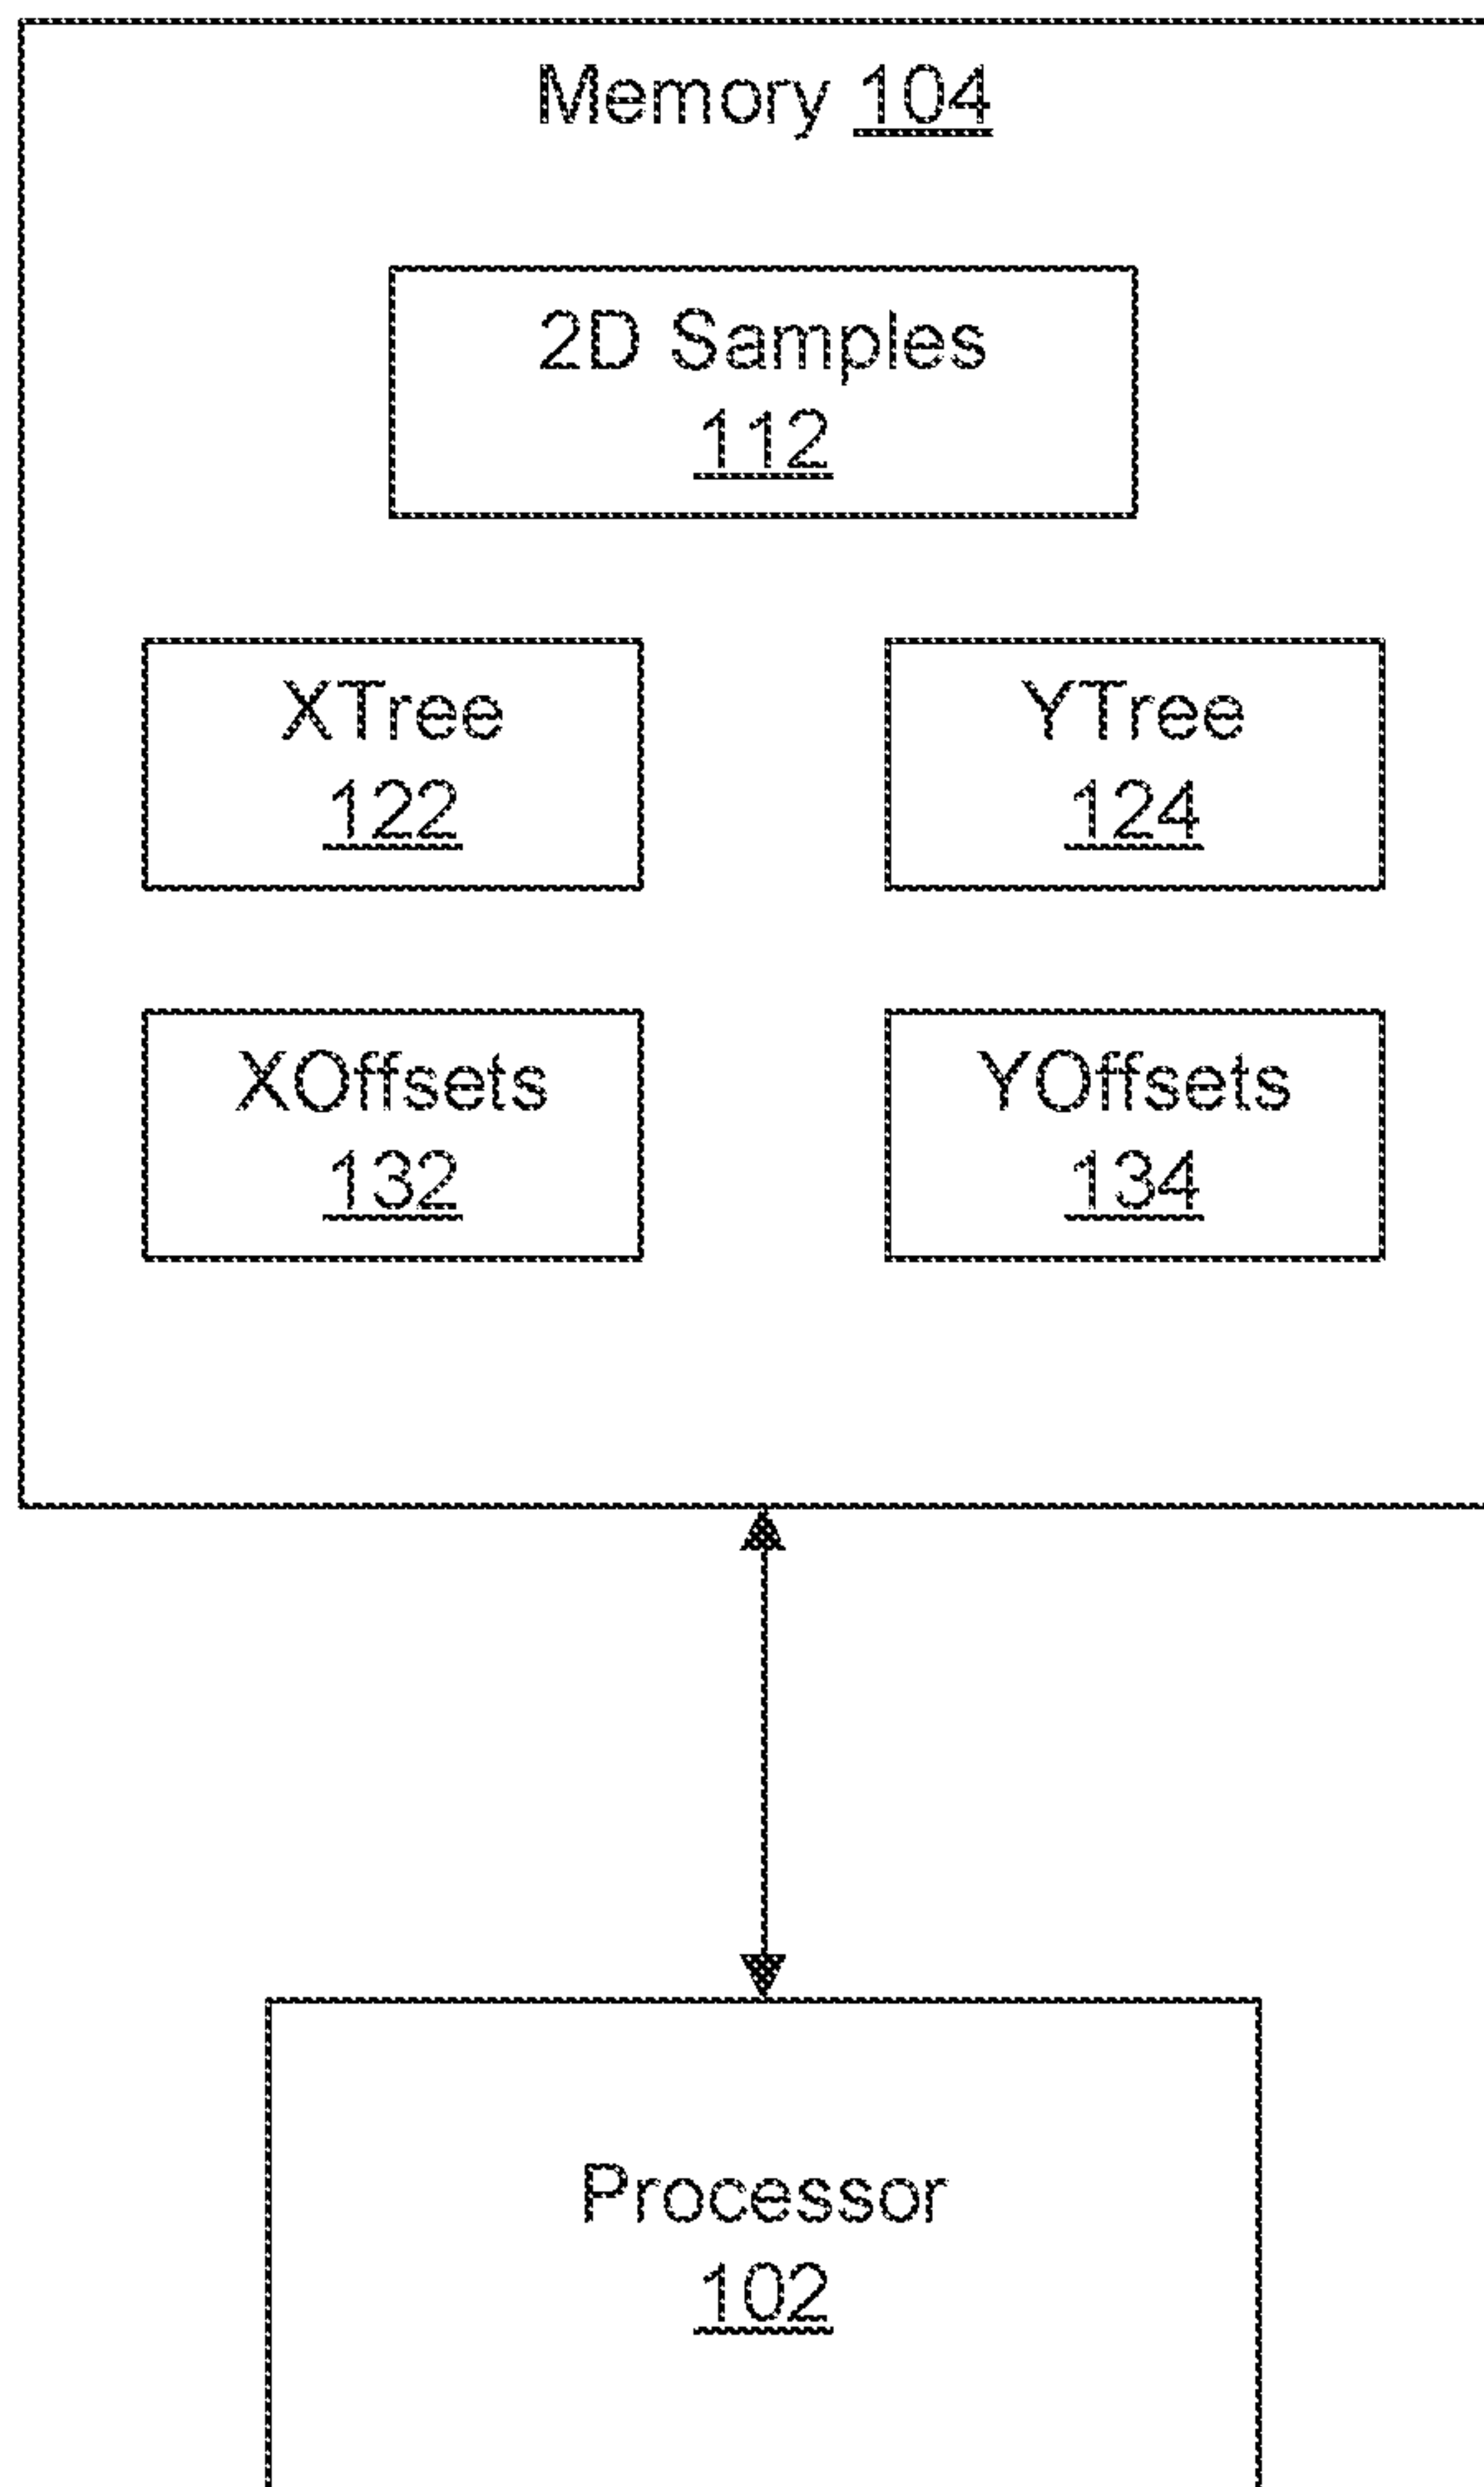 Memory 104
2D Samples
112
XTree
122
YTree
124
XOffsets
132
YOffsets
134
Processor
102